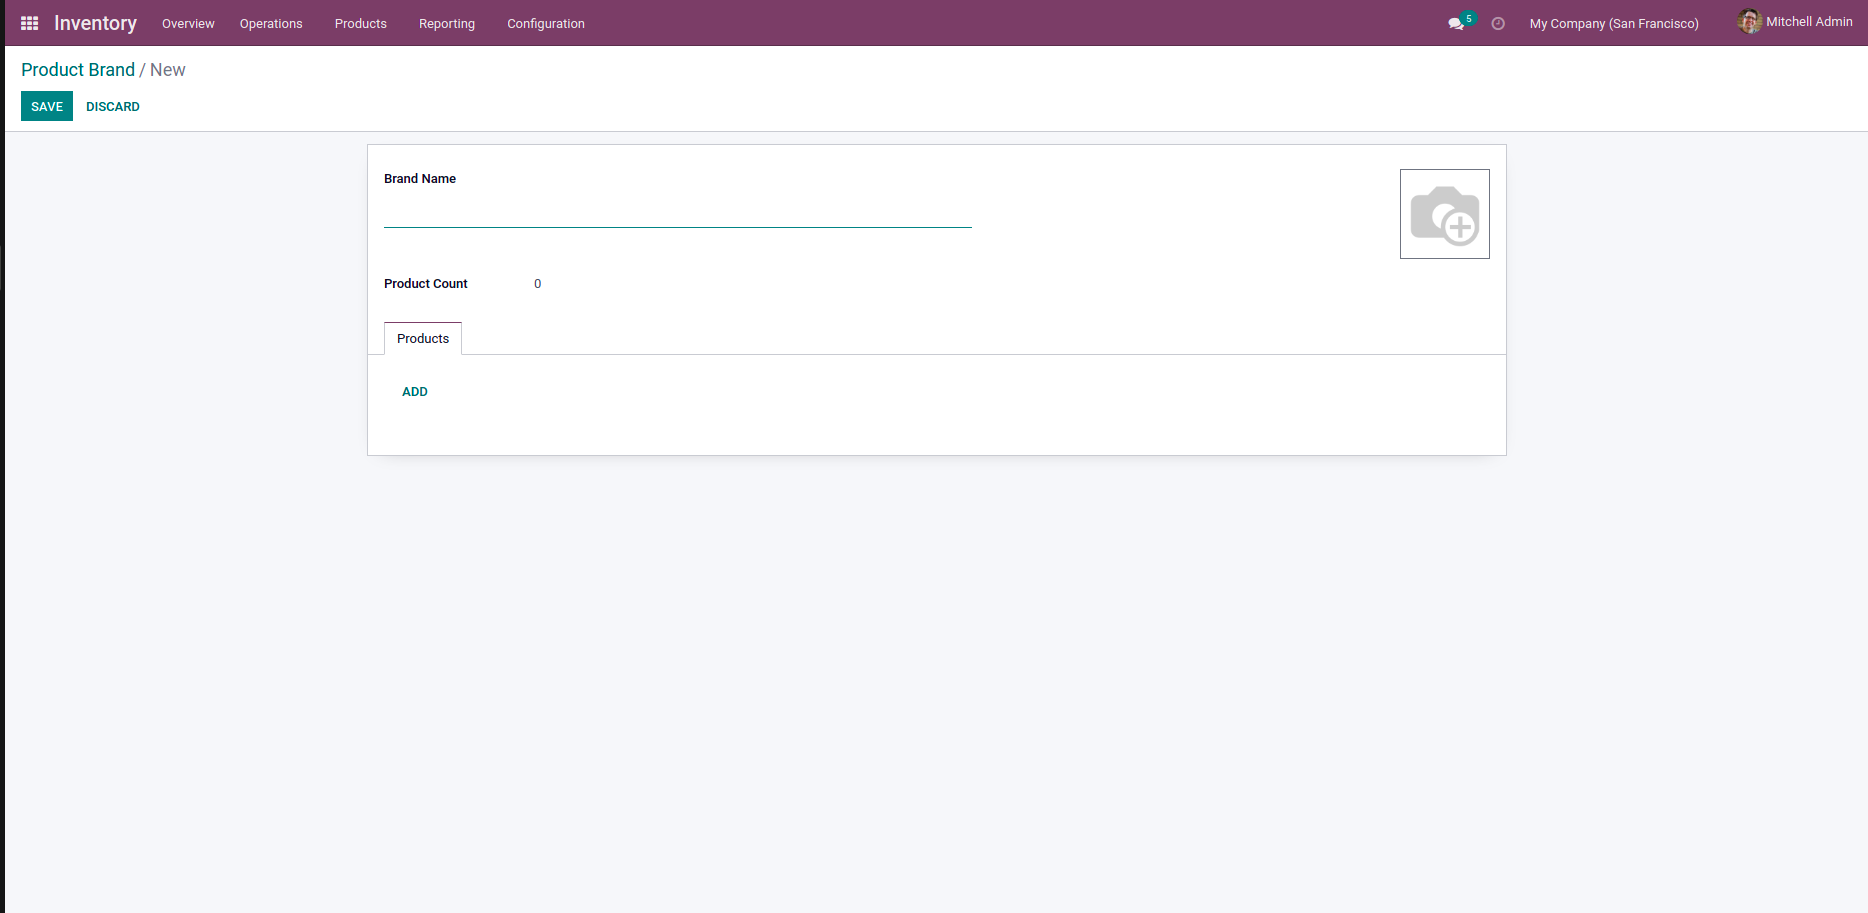 Inventory Overview Operations Products Reporting Configuration 5 My Company (San Francisco) Mitchell Admin
Product Brand / New
SAVE DISCARD
Brand Name
Product Count 0
Products
ADD